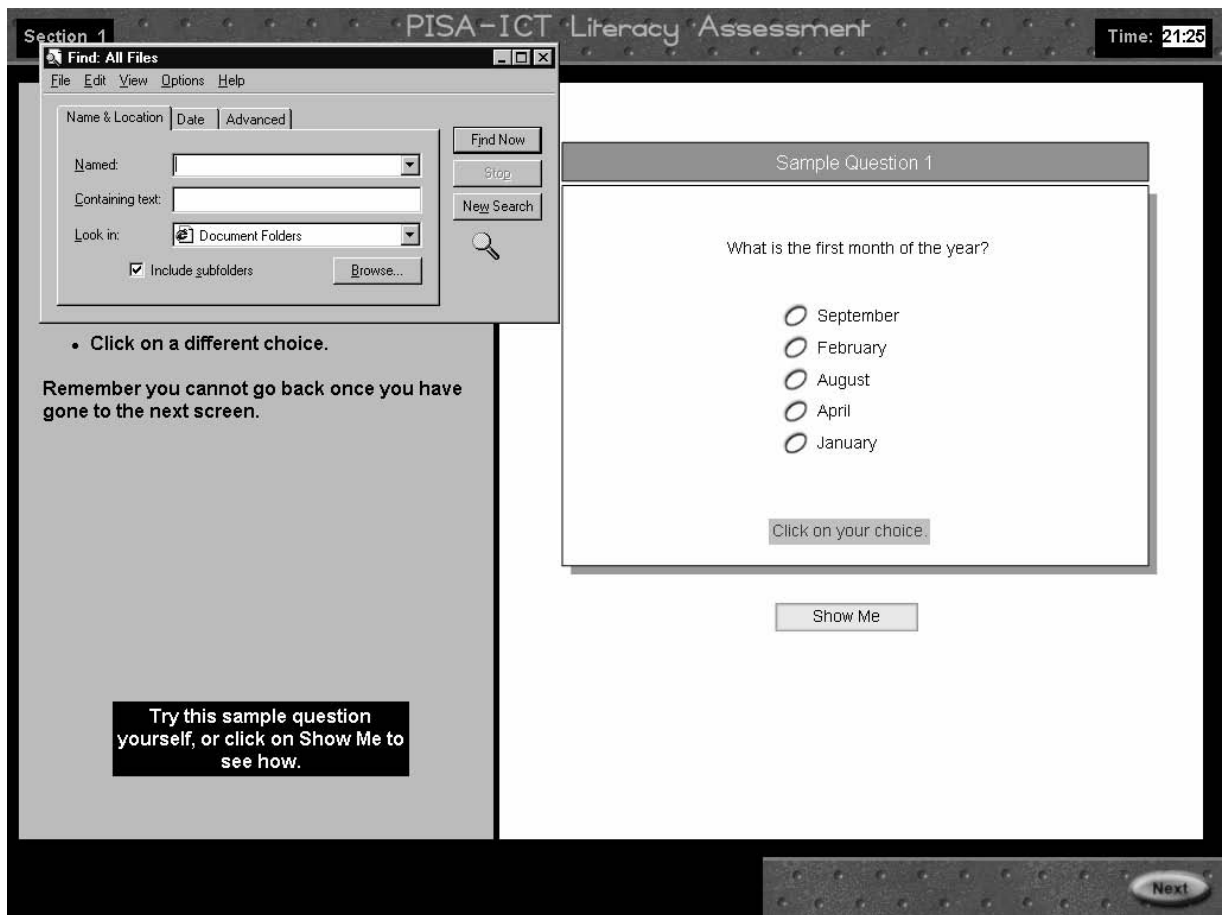 PISA-ICT Literacy Assessment
Section 1
Time: 21:25
Find: All Files
File Edit View Options Help
Name & Location Date Advanced
Named:
Containing text:
Look in: Document Folders
Include subfolders Browse...
Find Now
Stop
New Search
• Click on a different choice.
Remember you cannot go back once you have
gone to the next screen.
Try this sample question
yourself, or click on Show Me to
see how.
Sample Question 1
What is the first month of the year?
September
February
August
April
January
Click on your choice.
Show Me
Next